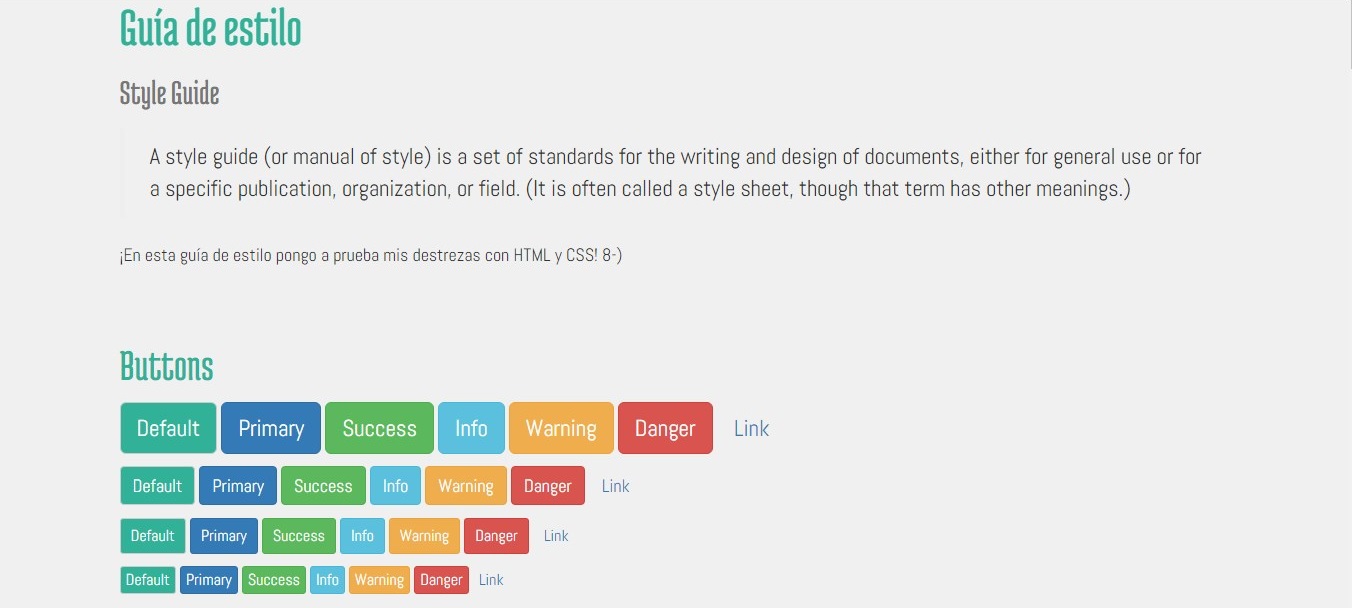 Guía de estilo
Style Guide
A style guide (or manual of style) is a set of standards for the writing and design of documents, either for general use or for
a specific publication, organization, or field. (It is often called a style sheet, though that term has other meanings.)
¡En esta guía de estilo pongo a prueba mis destrezas con HTML y CSS! 8-)
Buttons
Default Primary Success Info Warning Danger Link
Default Primary Success Info Warning Danger Link
Default Primary Success Info Warning Danger Link
Default Primary Success Info Warning Danger Link